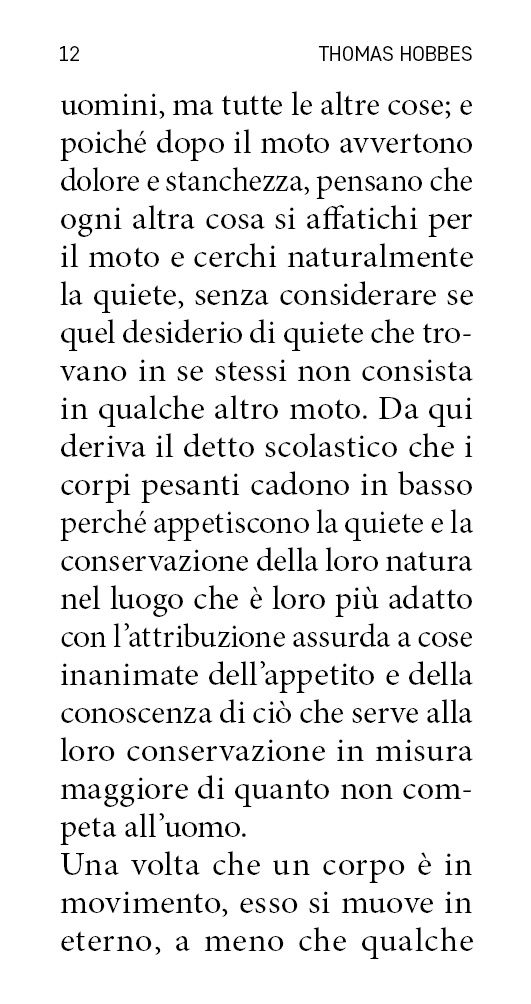 12 THOMAS HOBBES
uomini, ma tutte le altre cose; e
poiché dopo il moto avvertono
dolore e stanchezza, pensano che
ogni altra cosa si affatichi per
il moto e cerchi naturalmente
la quiete, senza considerare se
quel desiderio di quiete che tro-
vano in se stessi non consista
in qualche altro moto. Da qui
deriva il detto scolastico che i
corpi pesanti cadono in basso
perché appetiscono la quiete e la
conservazione della loro natura
nel luogo che è loro più adatto
con l’attribuzione assurda a cose
inanimate dell’appetito e della
conoscenza di ciò che serve alla
loro conservazione in misura
maggiore di quanto non com-
peta all’uomo.
Una volta che un corpo è in
movimento, esso si muove in
eterno, a meno che qualche